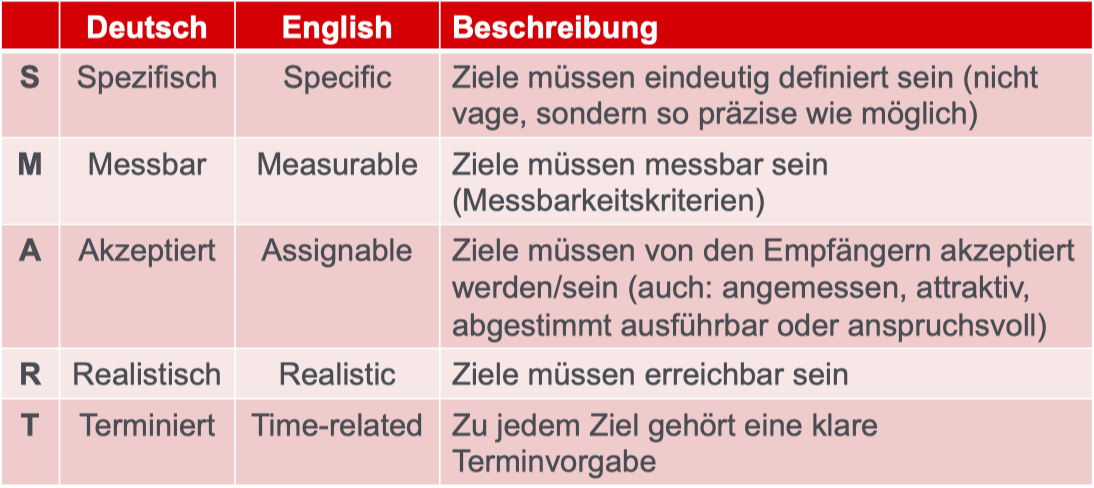 Deutsch English Beschreibung
S Spezifisch Specific Ziele müssen eindeutig definiert sein (nicht
vage, sondern so präzise wie möglich)
M Messbar Measurable Ziele müssen messbar sein
(Messbarkeitskriterien)
A Akzeptiert Assignable Ziele müssen von den Empfängern akzeptiert
werden/sein (auch: angemessen, attraktiv,
abgestimmt ausführbar oder anspruchsvoll)
R Realistisch Realistic Ziele müssen erreichbar sein
T Terminiert Time-related Zu jedem Ziel gehört eine klare
Terminvorgabe